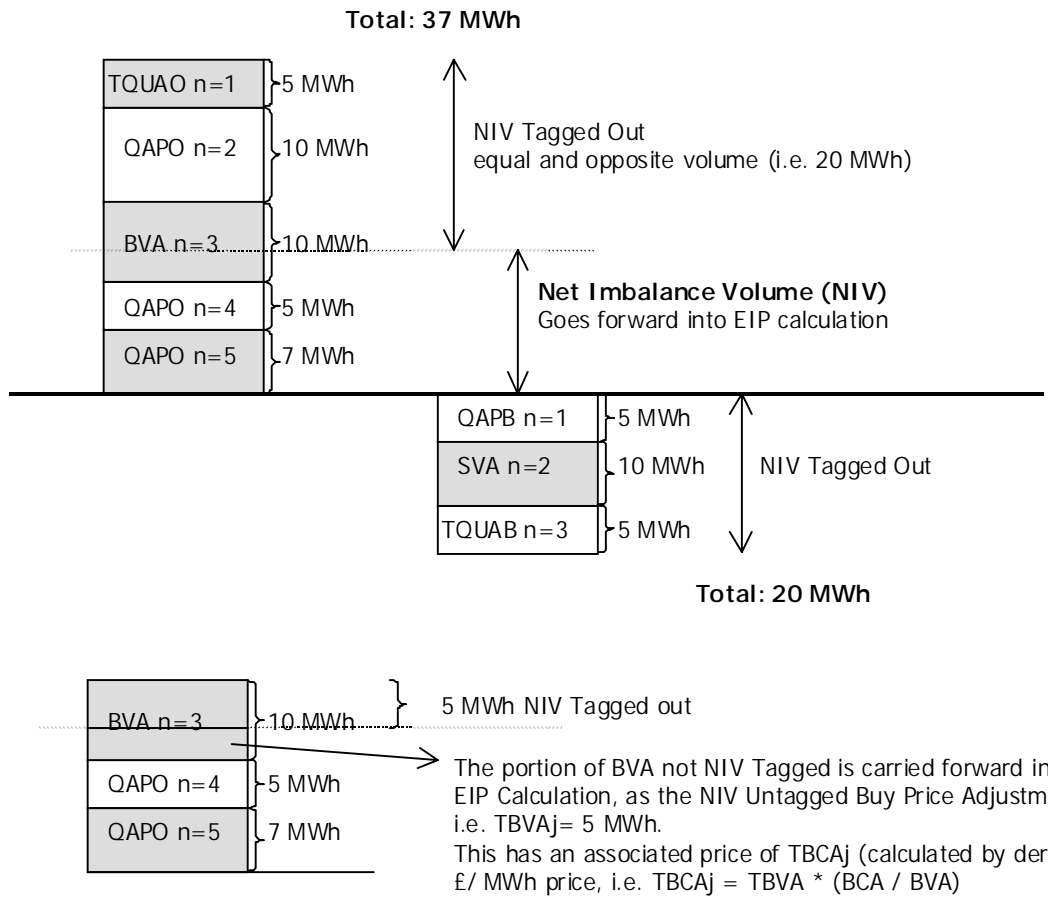 Total: 37 MWh
TQUAO n=1
5 MWh
QAPO n=2
10 MWh
NIV Tagged Out
equal and opposite volume (i.e. 20 MWh)
BVA n=3
10 MWh
QAPO n=4
5 MWh
Net Imbalance Volume (NIV)
Goes forward into EIP calculation
QAPO n=5
7 MWh
QAPB n=1
5 MWh
SVA n=2
10 MWh
NIV Tagged Out
TQUAB n=3
5 MWh
Total: 20 MWh
BVA n=3
10 MWh
5 MWh NIV Tagged out
QAPO n=4
5 MWh
QAPO n=5
7 MWh
The portion of BVA not NIV Tagged is carried forward in
EIP Calculation, as the NIV Untagged Buy Price Adjustm
i.e. TBVAj= 5 MWh.
This has an associated price of TBCAj (calculated by der
£/MWh price, i.e. TBCAj = TBVA * (BCA / BVA)